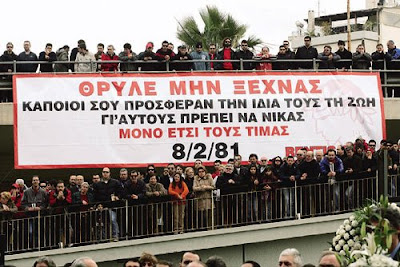 ΘΡΥΛΕ ΜΗΝ ΞΕΧΝΑΣ
ΚΑΠΟΙΟΙ ΣΟΥ ΠΡΟΣΦΕΡΑΝ ΤΗΝ ΙΔΙΑ ΤΟΥΣ ΤΗ ΖΩΗ
ΓΙ'ΑΥΤΟΥΣ ΠΡΕΠΕΙ ΝΑ ΝΙΚΑΣ
ΜΟΝΟ ΕΤΣΙ ΤΟΥΣ ΤΙΜΑΣ
8/2/81